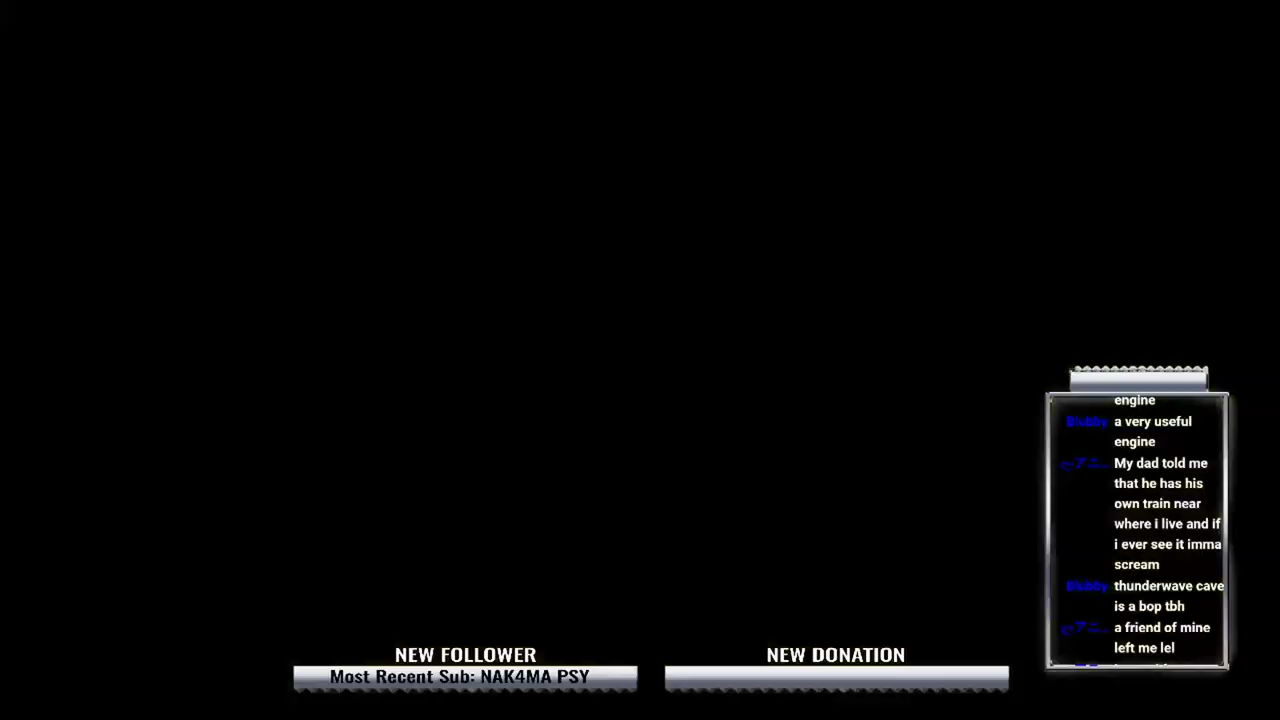 engine
Blubby a very useful
engine
My dad told me
that he has his
own train near
where i live and if
i ever see it imma
scream
Blubby thunderwave cave
is a bop tbh
a friend of mine
left me lel
NEW FOLLOWER
Most Recent Sub: NAK4MA PSY
NEW DONATION